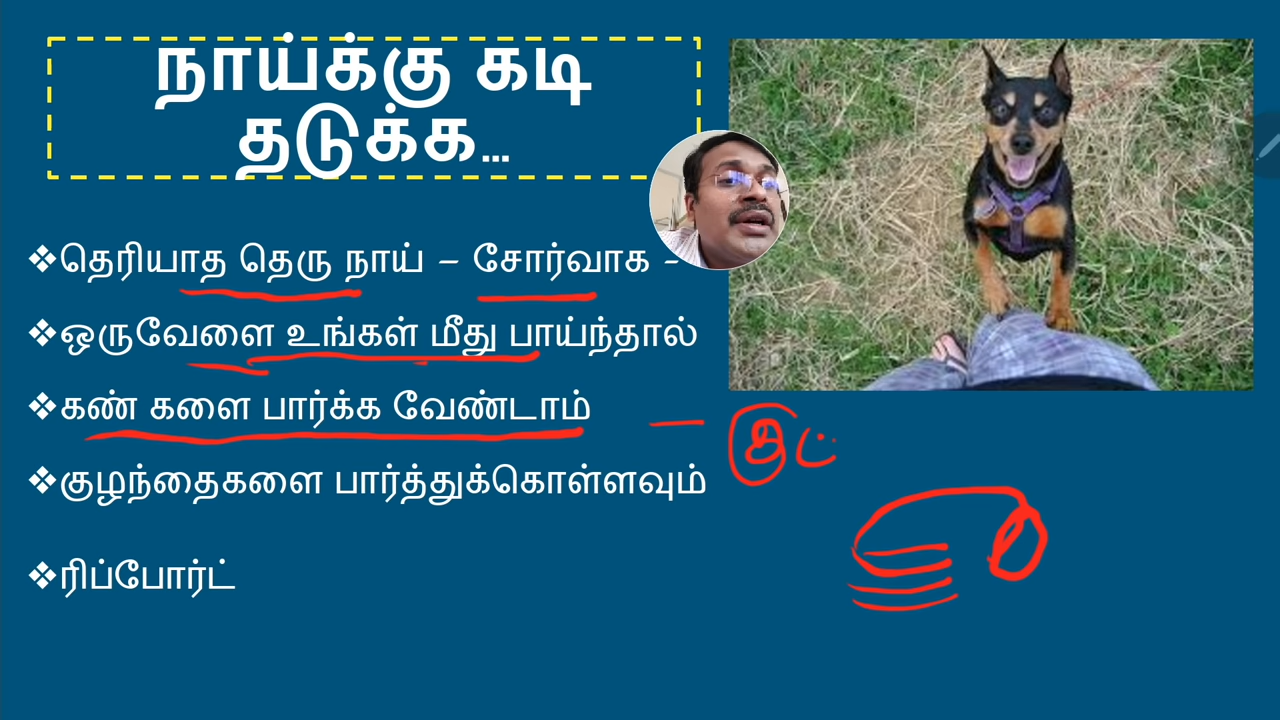 நாய்க்கு கடி
தடுக்க...
❖தெரியாத தெரு நாய் – சோர்வாக -
❖ஒருவேளை உங்கள் மீது பாய்ந்தால்
❖கண் களை பார்க்க வேண்டாம்
❖குழந்தைகளை பார்த்துக்கொள்ளவும்
❖ரிப்போர்ட்